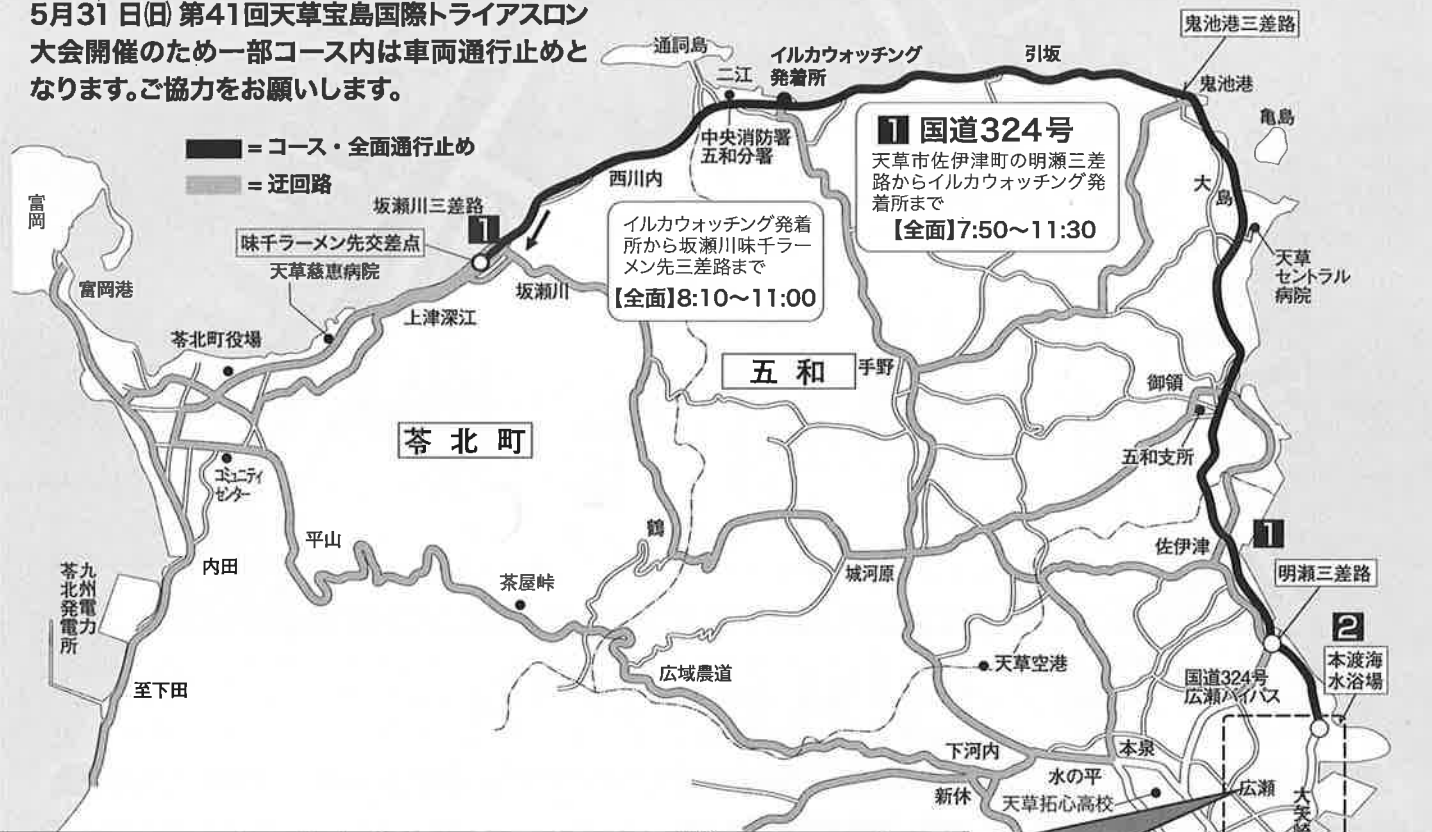 5月31日(日)第41回天草宝島国際トライアスロン
大会開催のため一部コース内は車両通行止めと
なります。ご協力をお願いします。
=コース・全面通行止め
=迂回路
鬼池港三差路
通詞島
二江
イルカウォッチング
発着所
引坂
鬼池港
亀島
中央消防署
五和分署
1 国道324号
天草市佐伊津町の明瀬三差
路からイルカウォッチング発
着所まで
【全面】7:50〜11:30
大島
西川内
坂瀬川三差路
1
味千ラーメン先交差点
天草慈恵病院
イルカウォッチング発着
所から坂瀬川味千ラー
メン先三差路まで
【全面】8:10〜11:00
富岡
富岡港
坂瀬川
上津深江
天草
セントラル
病院
苓北町役場
五和
手野
御領
苓北町
五和支所
コミュニティ
センター
鶴
1
佐伊津
平山
内田
城河原
明瀬三差路
九州電力
苓北発電所
茶屋峠
2
本渡海
水浴場
天草空港
広域農道
国道324号
広瀬バイパス
至下田
下河内
本泉
水の平
新休
天草拓心高校
広瀬